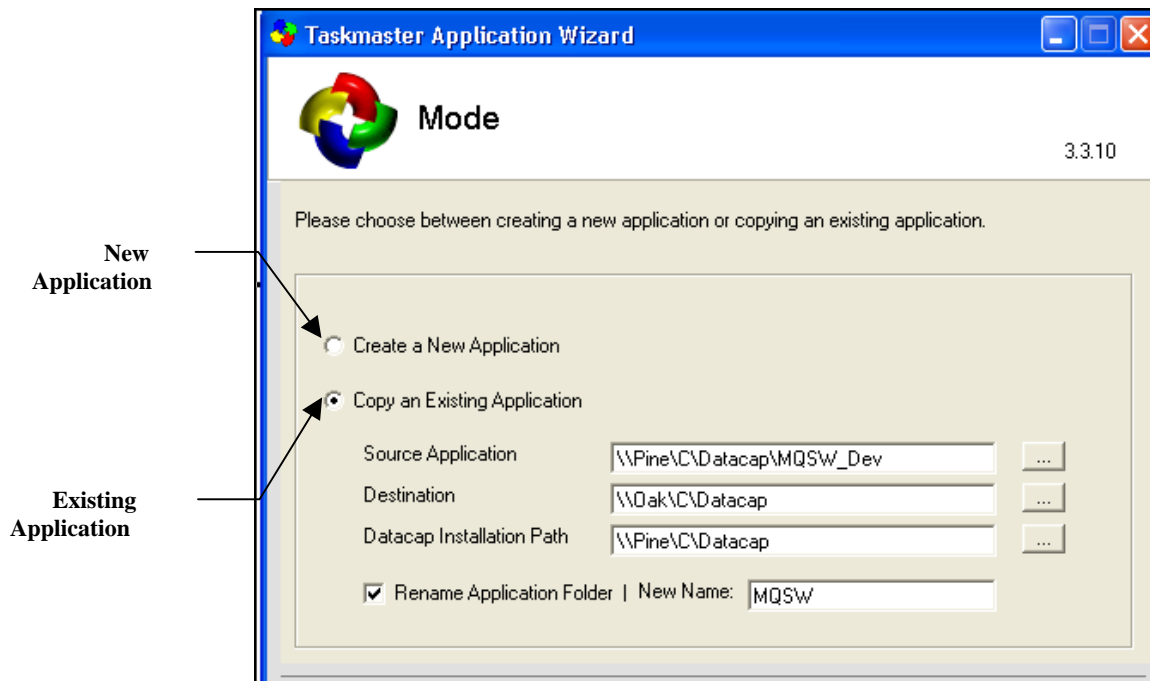 Taskmaster Application Wizard
Mode
3.3.10
Please choose between creating a new application or copying an existing application.
New
Application
Create a New Application
Copy an Existing Application
Source Application \\Pine\C\Datacap\MQSW_Dev ...
Existing
Application
Destination \\Oak\C\Datacap ...
Datacap Installation Path \\Pine\C\Datacap ...
Rename Application Folder | New Name: MQSW